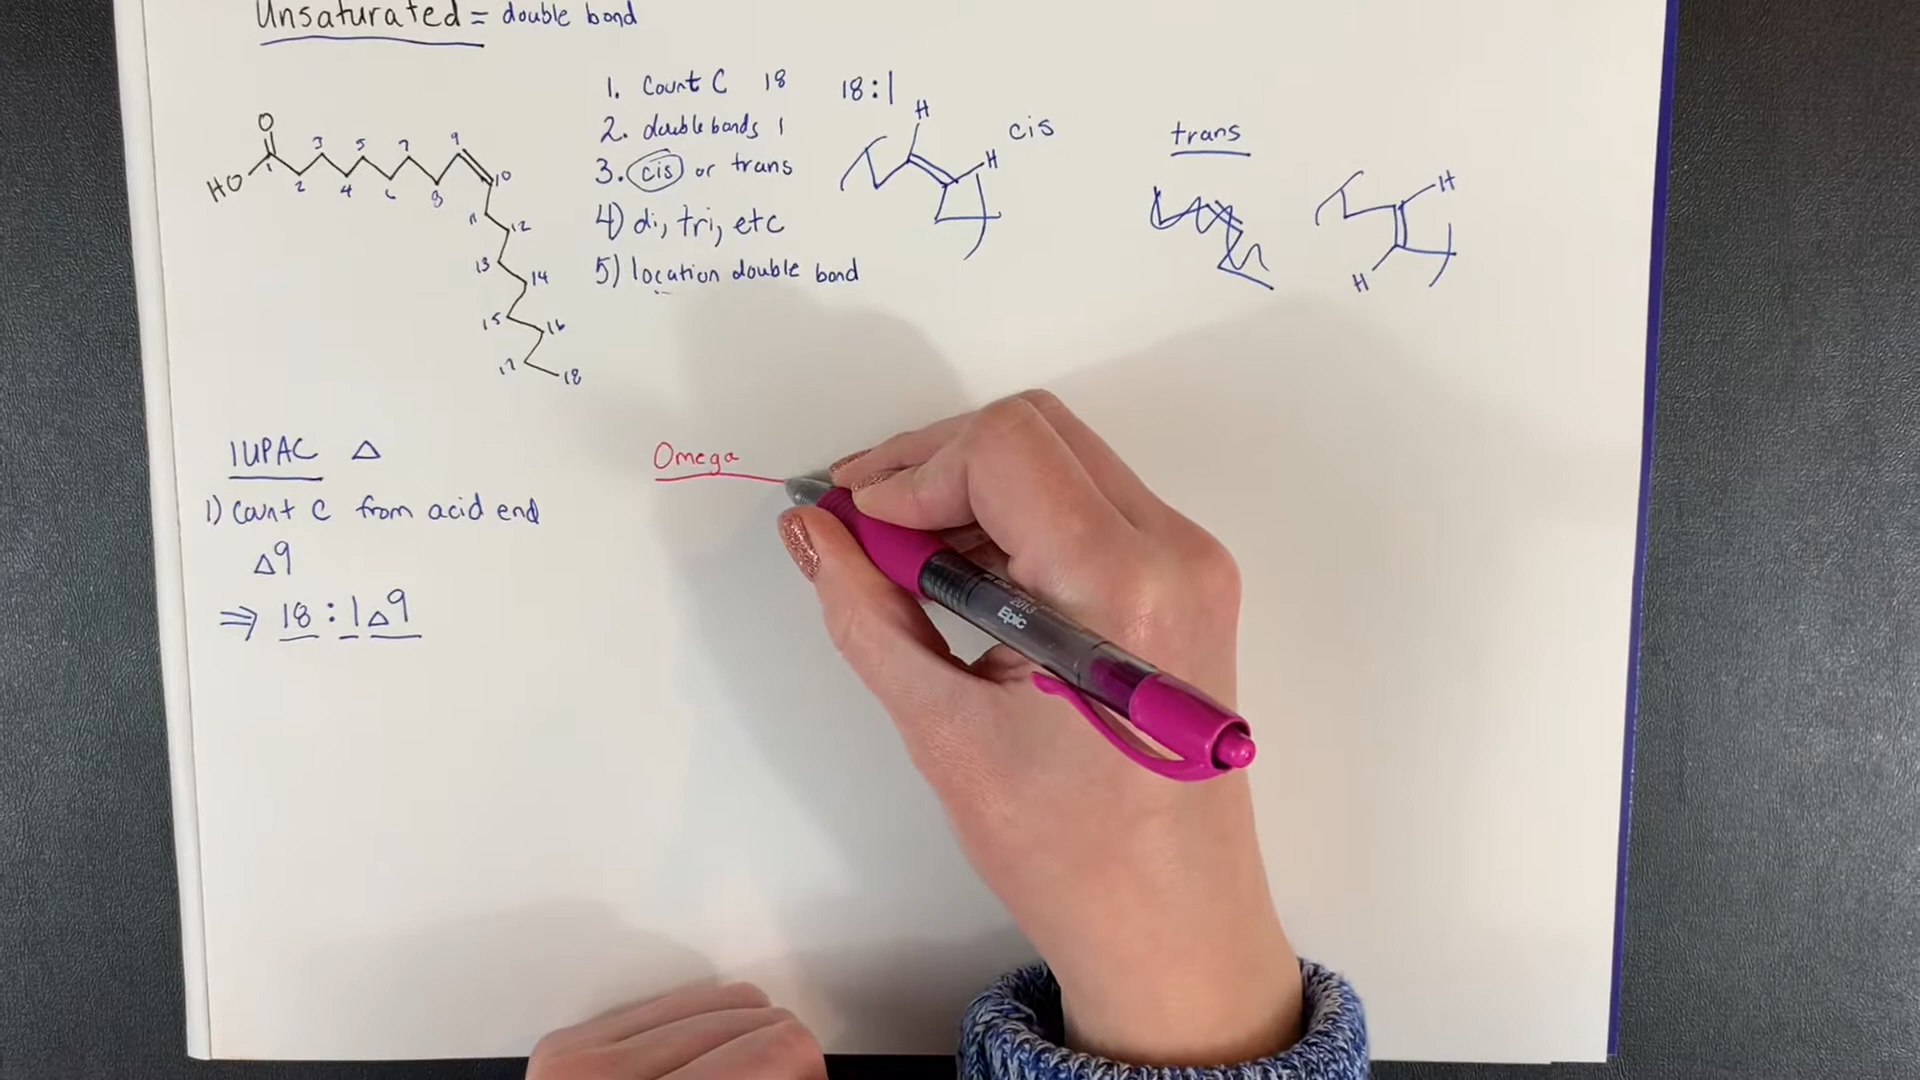 Unsaturated = double bond
1. Count C 18
2. double bonds 1
3. cis or trans
4) di, tri, etc
5) location double bond
18:1
H
H
cis
trans
H
H
O
HO
1 2 3 4 5 6 7 8 9 10
11 12
13 14
15 16
17 18
IUPAC Δ
1) Count C from acid end
Δ9
⇒ 18:1Δ9
Omega
2013
Epic